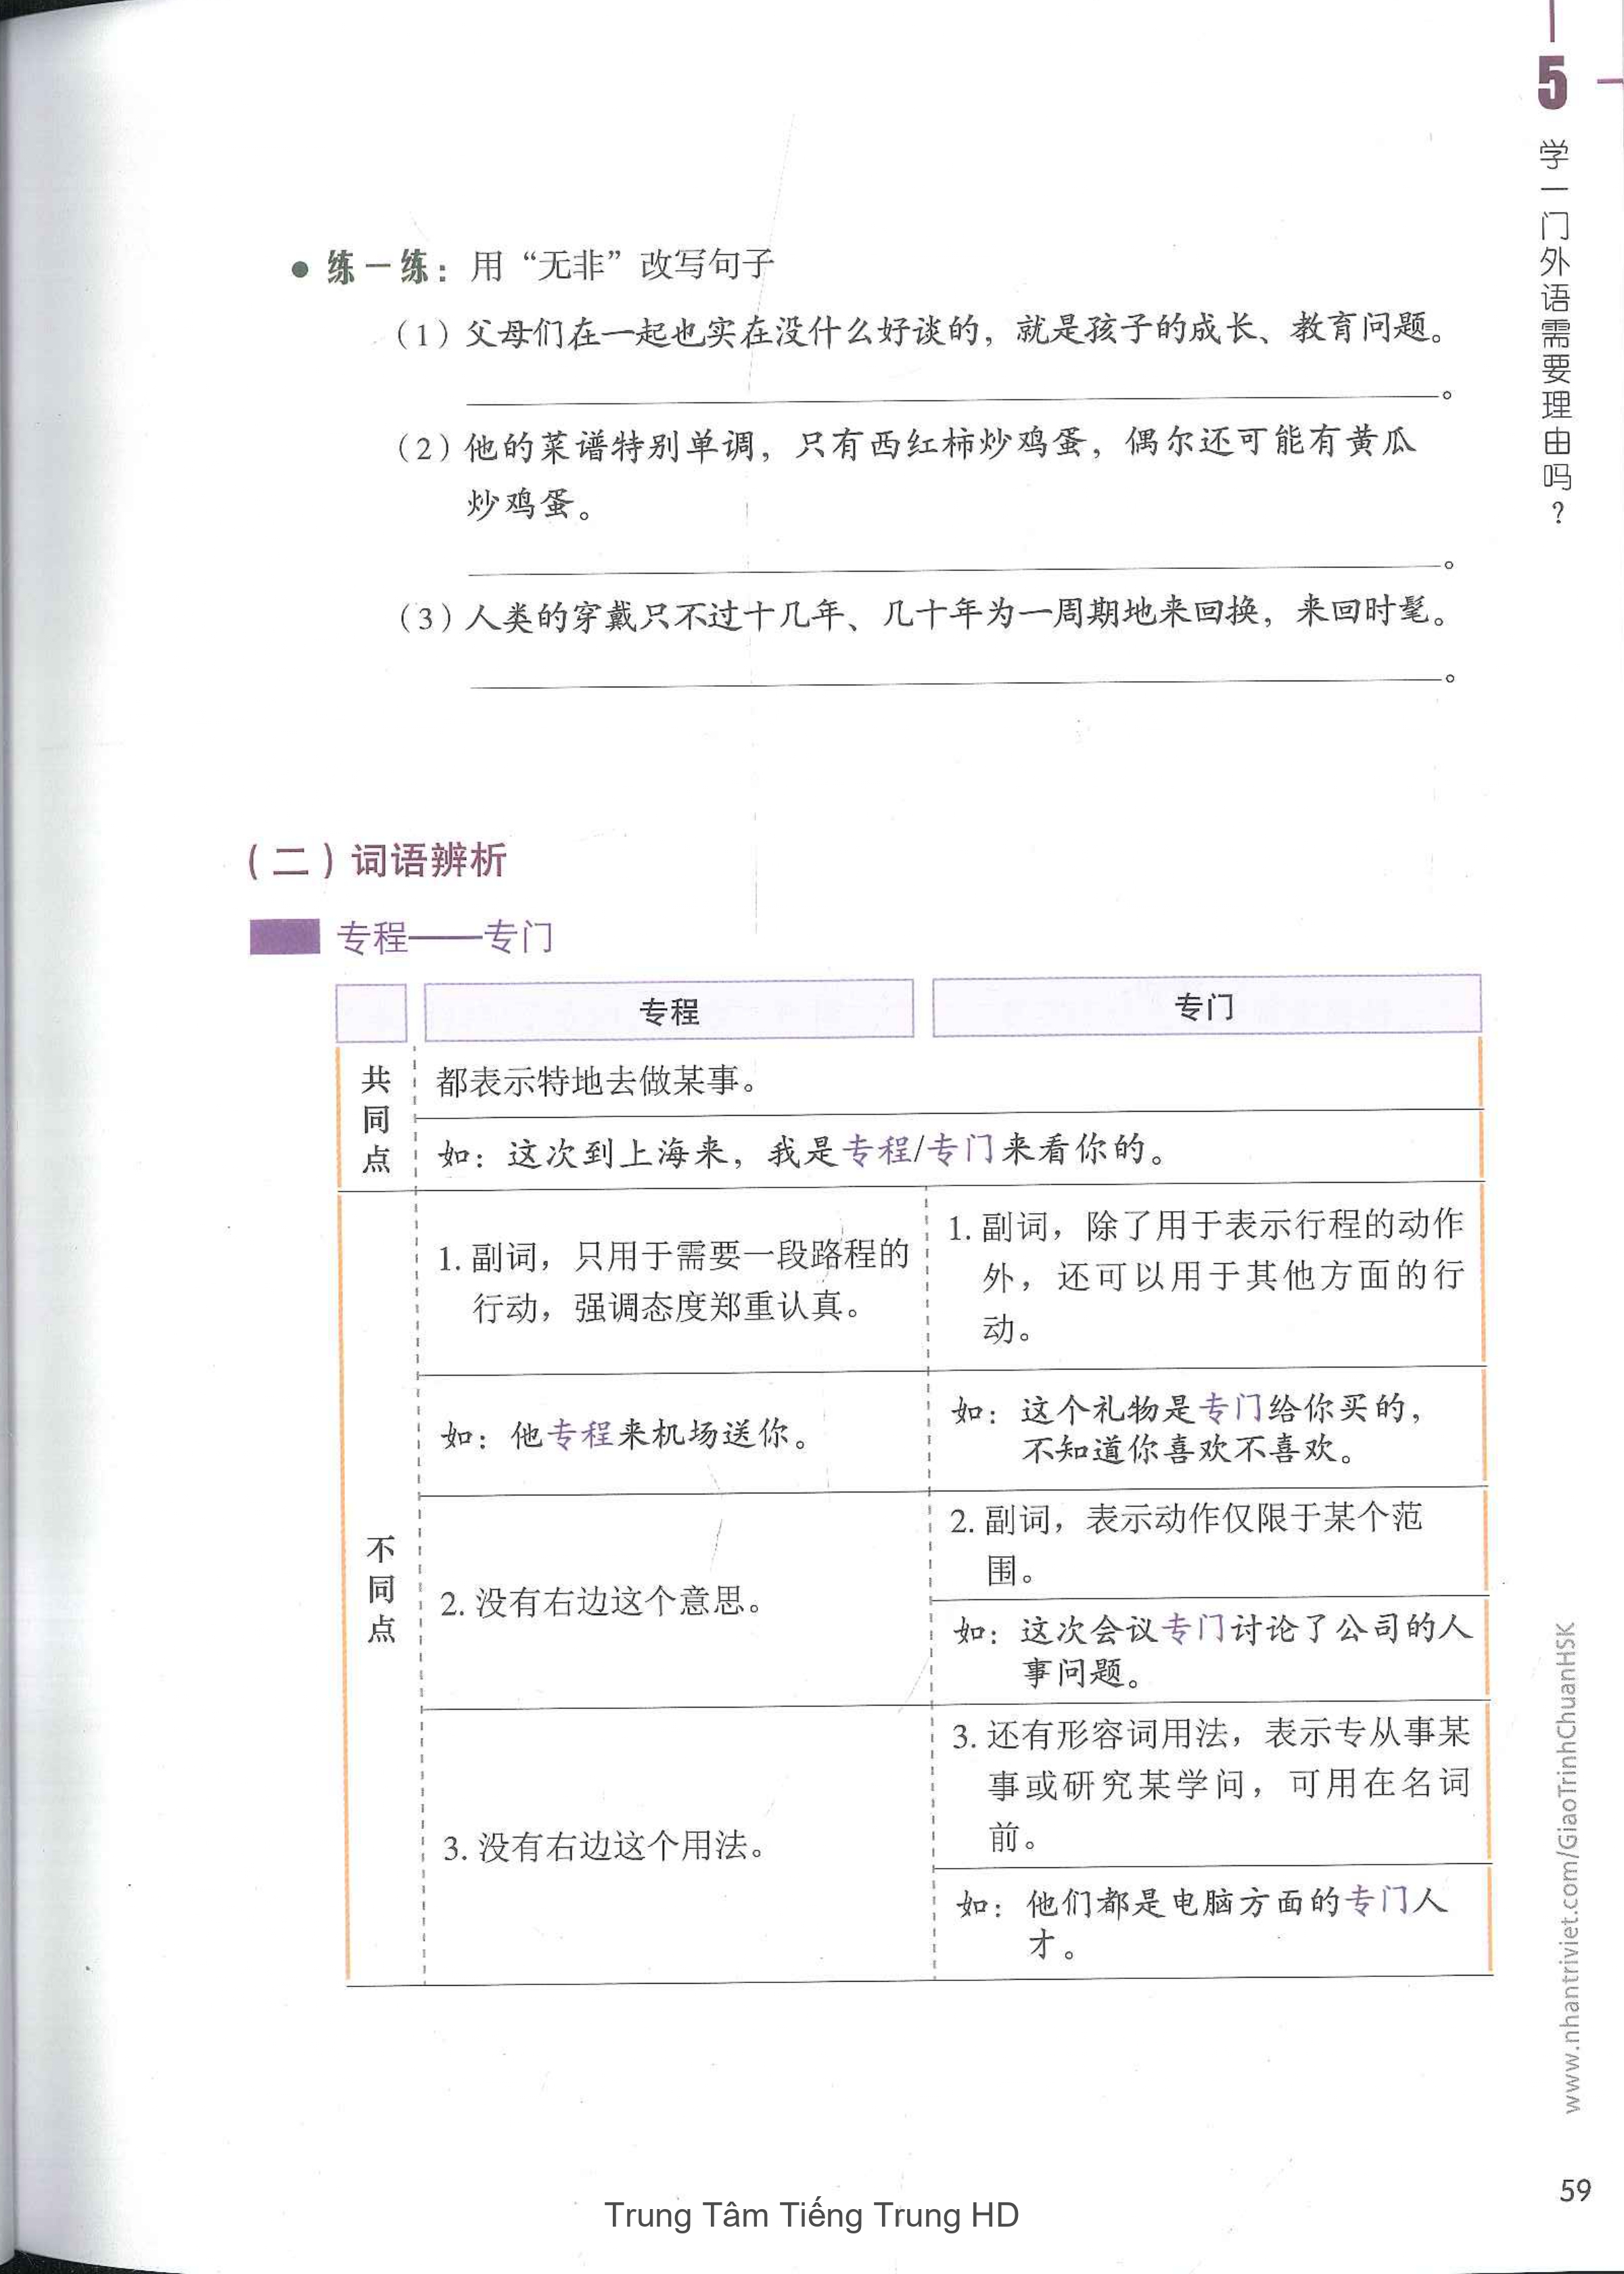 5 学一门外语需要理由吗？
● 练一练：用“无非”改写句子
（1）父母们在一起也实在没什么好谈的，就是孩子的成长、教育问题。
。
（2）他的菜谱特别单调，只有西红柿炒鸡蛋，偶尔还可能有黄瓜
炒鸡蛋。
。
（3）人类的穿戴只不过十几年、几十年为一周期地来回换，来回时髦。
。
（二）词语辨析
专程——专门
专程
专门
共同点
都表示特地去做某事。
如：这次到上海来，我是专程/专门来看你的。
不同点
1. 副词，只用于需要一段路程的
行动，强调态度郑重认真。
1. 副词，除了用于表示行程的动作
外，还可以用于其他方面的行
动。
如：他专程来机场送你。
如：这个礼物是专门给你买的，
不知道你喜欢不喜欢。
2. 没有右边这个意思。
2. 副词，表示动作仅限于某个范
围。
如：这次会议专门讨论了公司的人
事问题。
3. 没有右边这个用法。
3. 还有形容词用法，表示专从事某
事或研究某学问，可用在名词
前。
如：他们都是电脑方面的专门人
才。
www.nhantriviet.com/GiaoTrinhChuanHSK
59
Trung Tâm Tiếng Trung HD